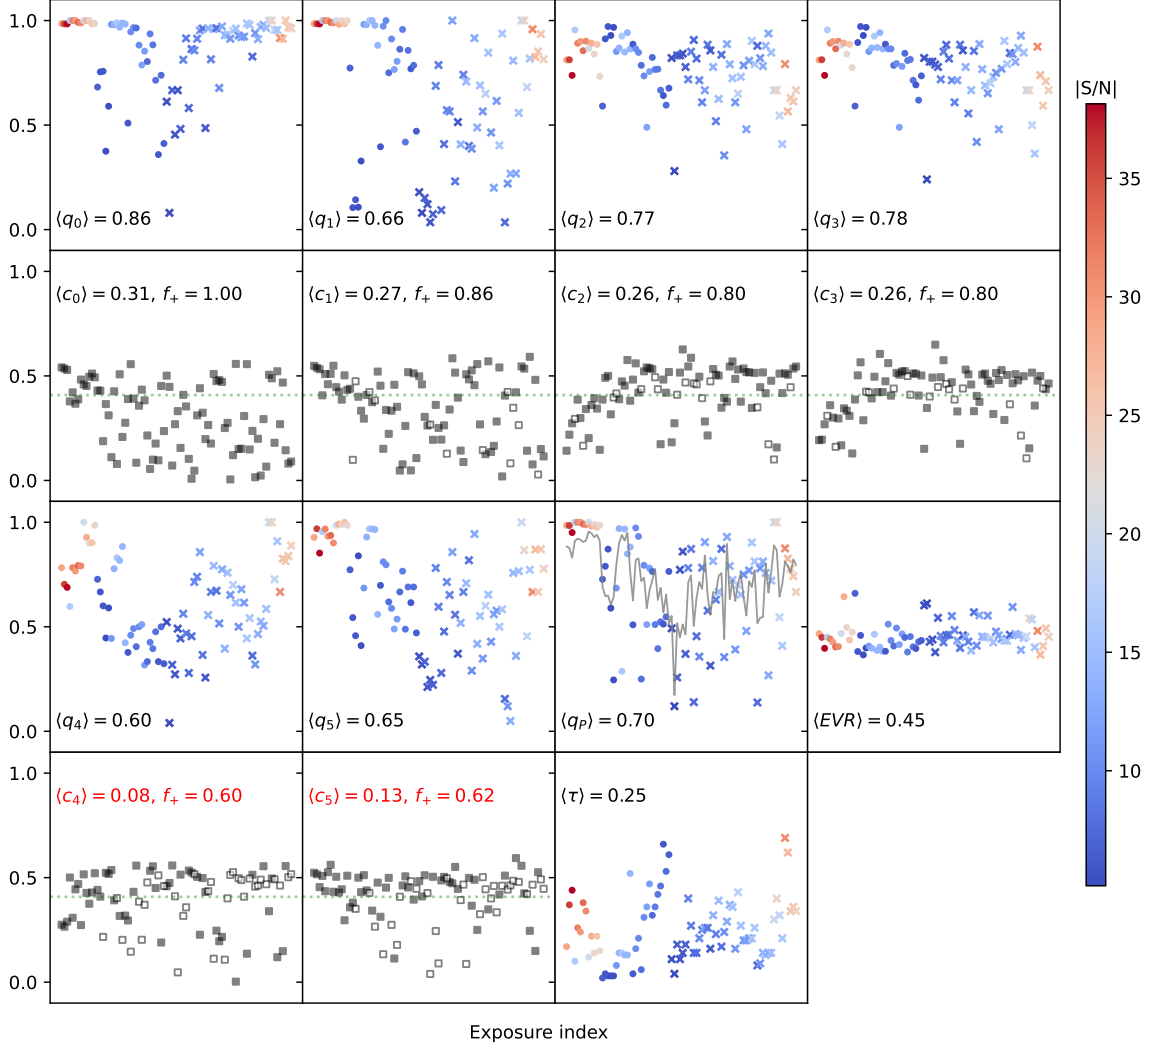 1.0
0.5
0.0
⟨q₀⟩ = 0.86
⟨q₁⟩ = 0.66
⟨q₂⟩ = 0.77
⟨q₃⟩ = 0.78
|S/N|
35
30
25
20
15
10
1.0
0.5
0.0
⟨c₀⟩ = 0.31, f₊ = 1.00
⟨c₁⟩ = 0.27, f₊ = 0.86
⟨c₂⟩ = 0.26, f₊ = 0.80
⟨c₃⟩ = 0.26, f₊ = 0.80
1.0
0.5
0.0
⟨q₄⟩ = 0.60
⟨q₅⟩ = 0.65
⟨q_P⟩ = 0.70
⟨EVR⟩ = 0.45
1.0
0.5
0.0
⟨c₄⟩ = 0.08, f₊ = 0.60
⟨c₅⟩ = 0.13, f₊ = 0.62
⟨τ⟩ = 0.25
Exposure index